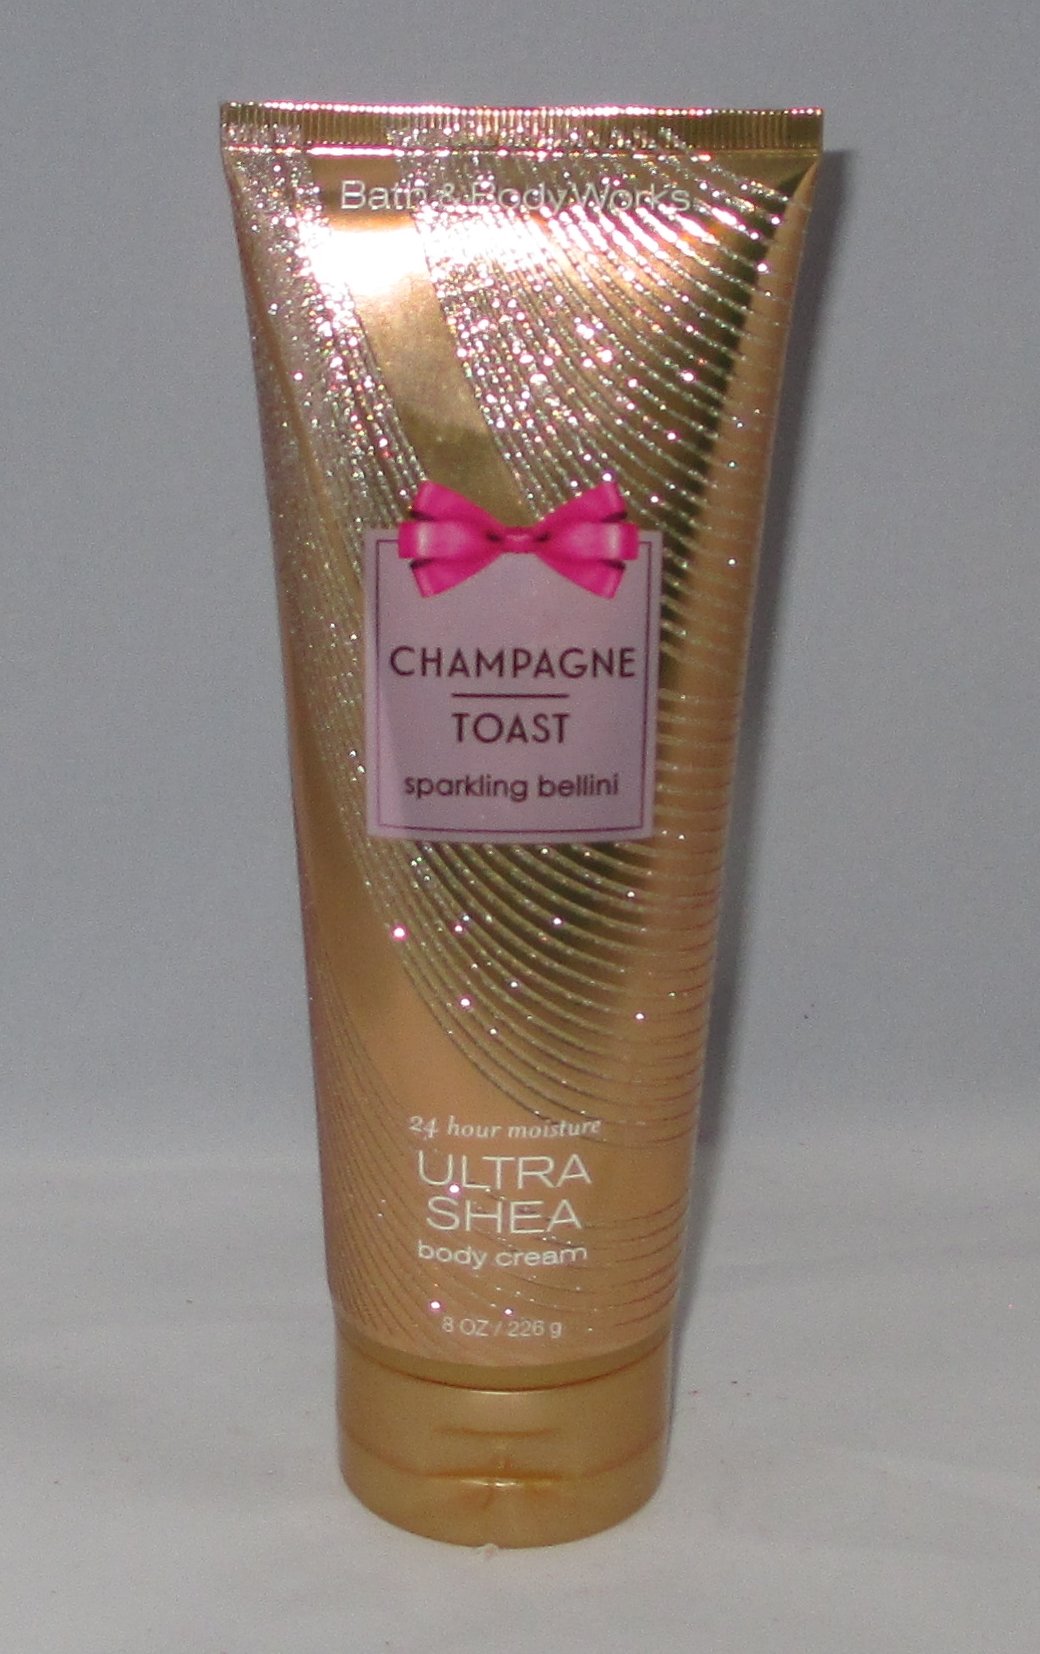 Bath & Body Works
CHAMPAGNE
TOAST
sparkling bellini
24 hour moisture
ULTRA
SHEA
body cream
8 OZ / 226 g